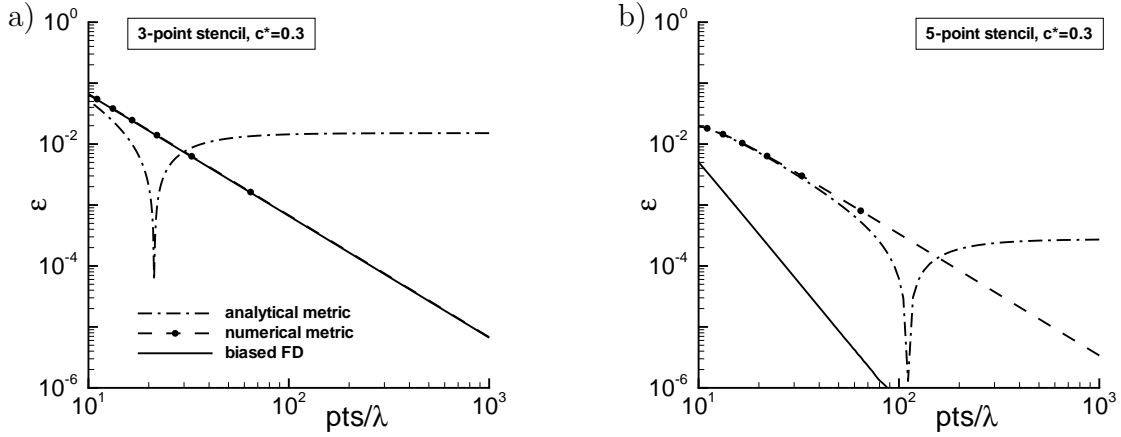 a)
3-point stencil, c*=0.3
10^0
10^-2
ε
10^-4
10^-6
analytical metric
numerical metric
biased FD
10^1
10^2
10^3
pts/λ
b)
5-point stencil, c*=0.3
10^0
10^-2
ε
10^-4
10^-6
10^1
10^2
10^3
pts/λ